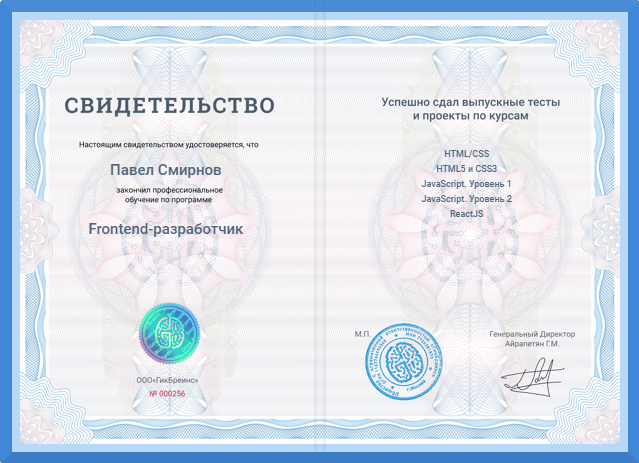 СВИДЕТЕЛЬСТВО
Настоящим свидетельством удостоверяется, что
Павел Смирнов
закончил профессиональное
обучение по программе
Frontend-разработчик
ООО«ГикБреинс»
№ 000256
Успешно сдал выпускные тесты
и проекты по курсам
HTML/CSS
HTML5 и CSS3
JavaScript. Уровень 1
JavaScript. Уровень 2
ReactJS
М.П.
г.Москва
Генеральный Директор
Айрапетян Г.М.